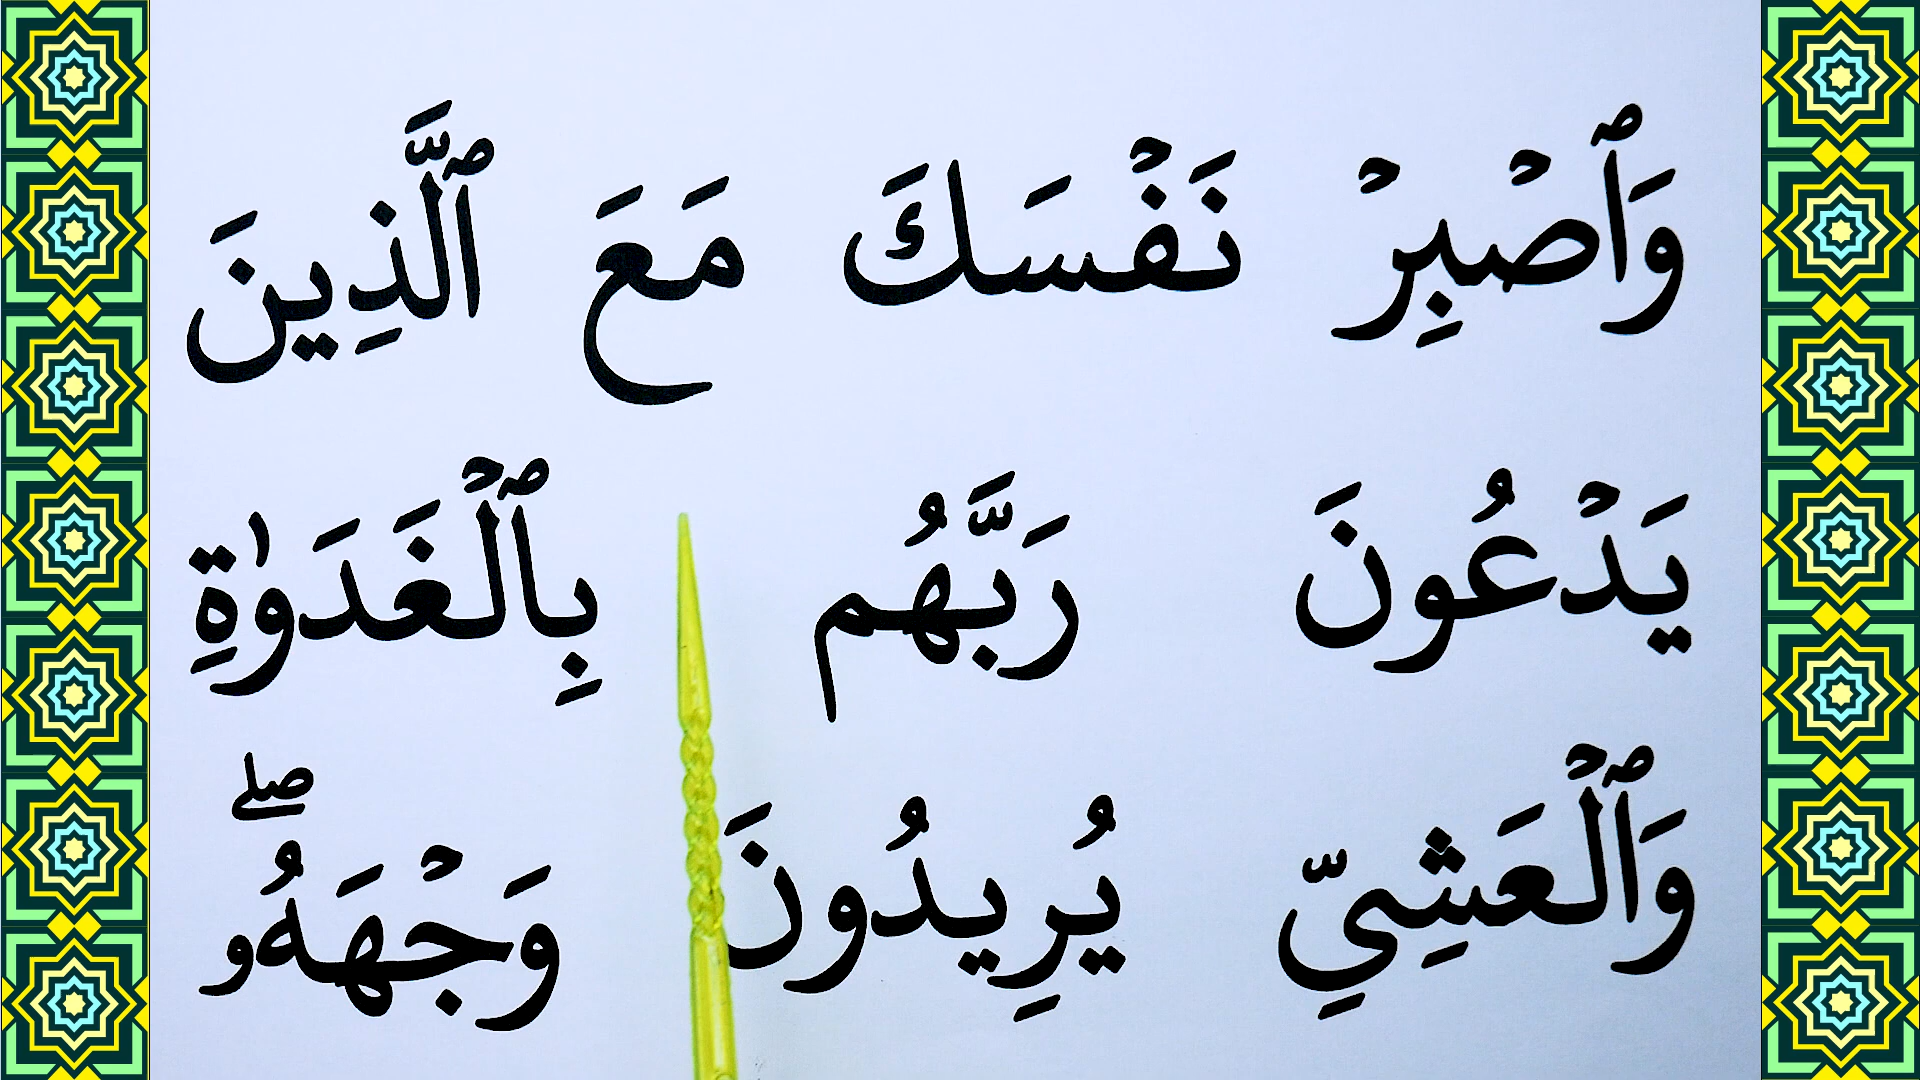 وَٱصْبِرْ نَفْسَكَ مَعَ ٱلَّذِينَ
يَدْعُونَ رَبَّهُم بِٱلْغَدَوٰةِ
وَٱلْعَشِىِّ يُرِيدُونَ وَجْهَهُۥۖ